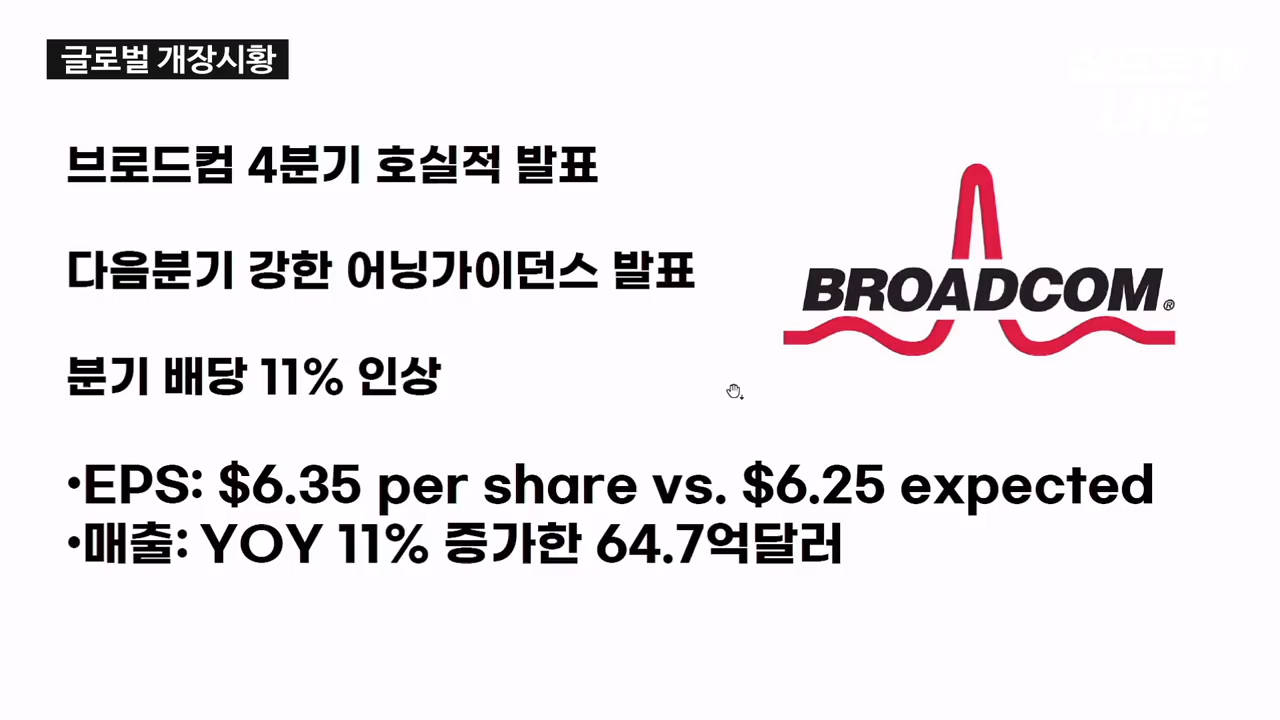 글로벌 개장시황
LIVE
브로드컴 4분기 호실적 발표
다음분기 강한 어닝가이던스 발표
분기 배당 11% 인상
BROADCOM®
•EPS: $6.35 per share vs. $6.25 expected
•매출: YOY 11% 증가한 64.7억달러